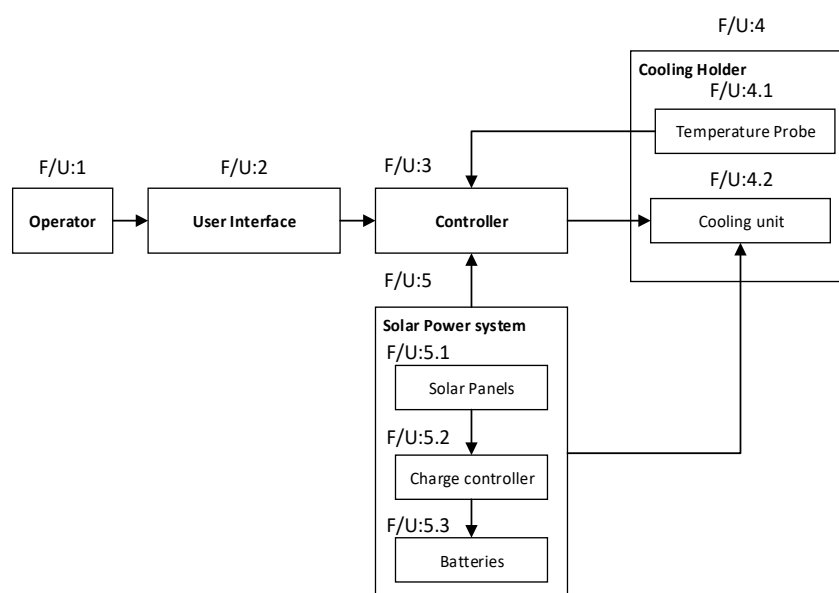 F/U:4
Cooling Holder
F/U:4.1
Temperature Probe
F/U:1
F/U:2
F/U:3
F/U:4.2
Operator
User Interface
Controller
Cooling unit
F/U:5
Solar Power system
F/U:5.1
Solar Panels
F/U:5.2
Charge controller
F/U:5.3
Batteries